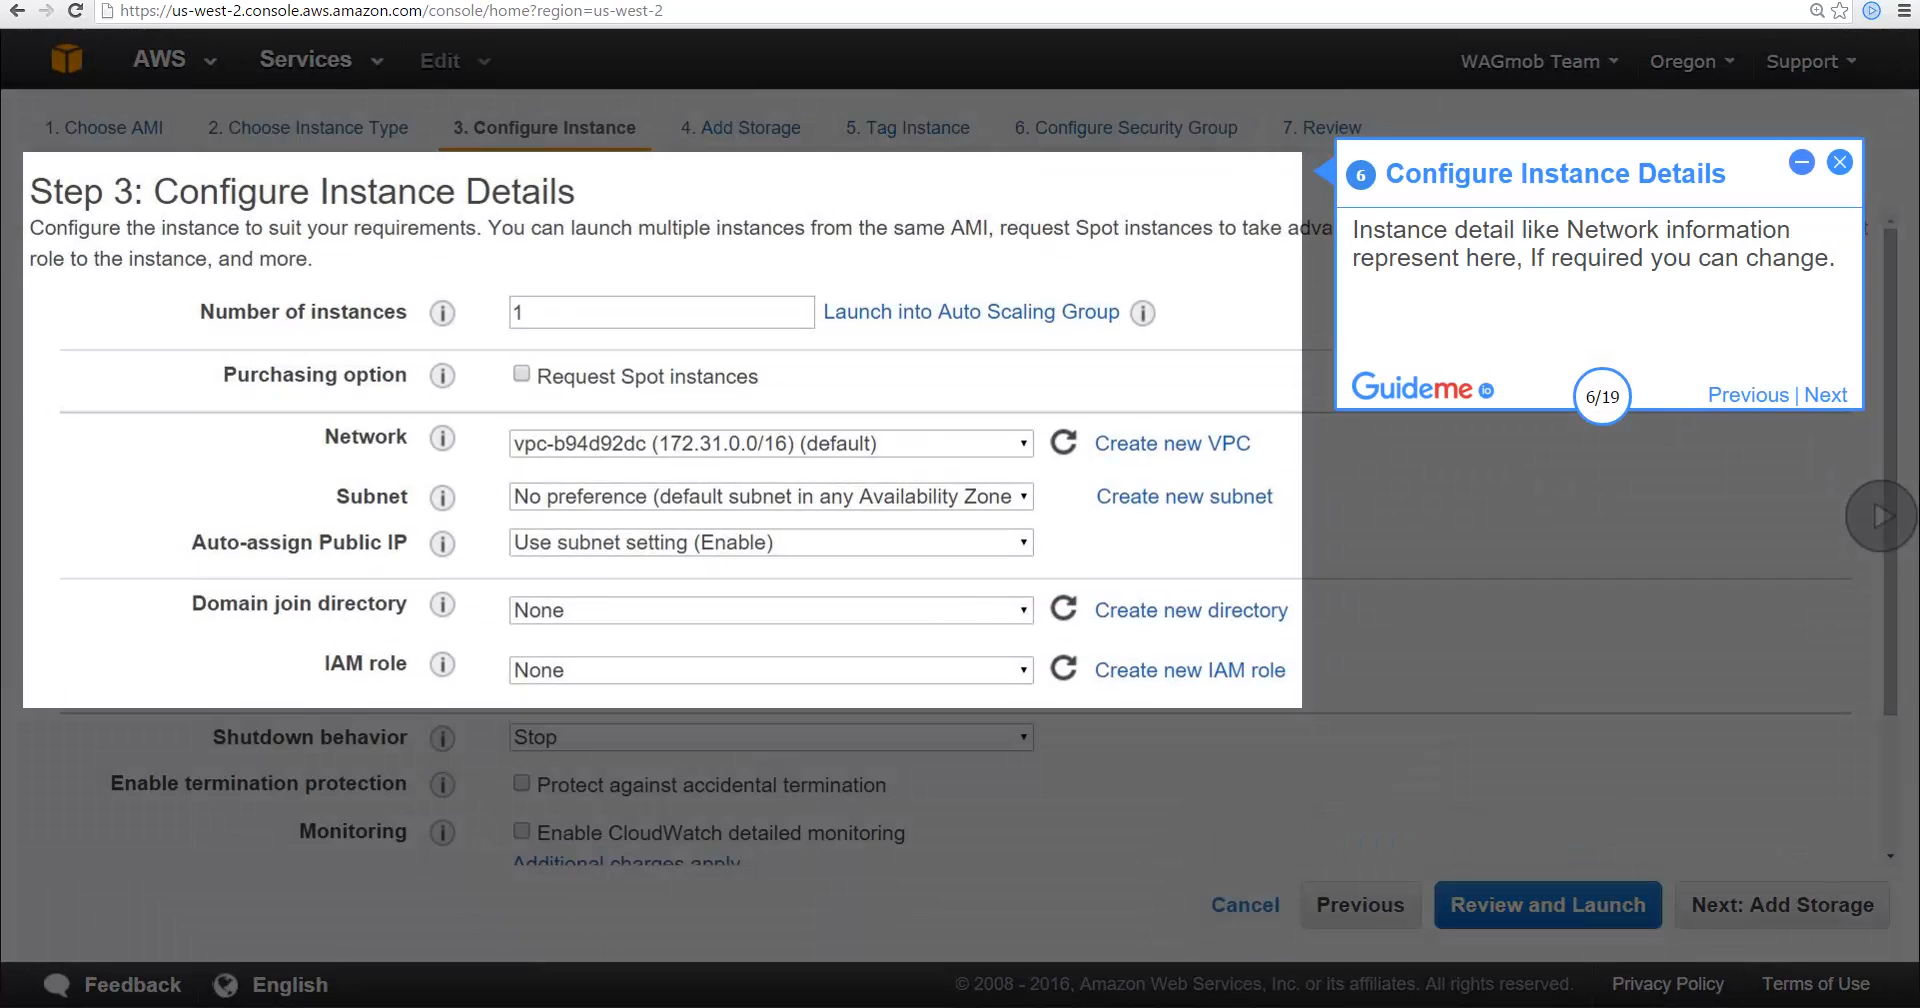 https://us-west-2.console.aws.amazon.com/console/home?region=us-west-2
AWS Services Edit WAGmob Team Oregon Support
1. Choose AMI 2. Choose Instance Type 3. Configure Instance 4. Add Storage 5. Tag Instance 6. Configure Security Group 7. Review
Step 3: Configure Instance Details
Configure the instance to suit your requirements. You can launch multiple instances from the same AMI, request Spot instances to take adva
role to the instance, and more.
Number of instances i 1 Launch into Auto Scaling Group i
Purchasing option i Request Spot instances
Network i vpc-b94d92dc (172.31.0.0/16) (default) Create new VPC
Subnet i No preference (default subnet in any Availability Zone Create new subnet
Auto-assign Public IP i Use subnet setting (Enable)
Domain join directory i None Create new directory
IAM role i None Create new IAM role
Shutdown behavior i Stop
Enable termination protection i Protect against accidental termination
Monitoring i Enable CloudWatch detailed monitoring
Additional charges apply
6 Configure Instance Details
Instance detail like Network information
represent here, If required you can change.
Guideme io 6/19 Previous | Next
Cancel Previous Review and Launch Next: Add Storage
Feedback English © 2008 - 2016, Amazon Web Services, Inc. or its affiliates. All rights reserved. Privacy Policy Terms of Use